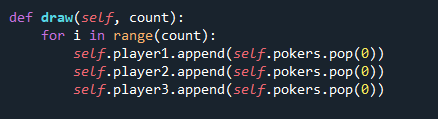 def draw(self, count):
    for i in range(count):
        self.player1.append(self.pokers.pop(0))
        self.player2.append(self.pokers.pop(0))
        self.player3.append(self.pokers.pop(0))